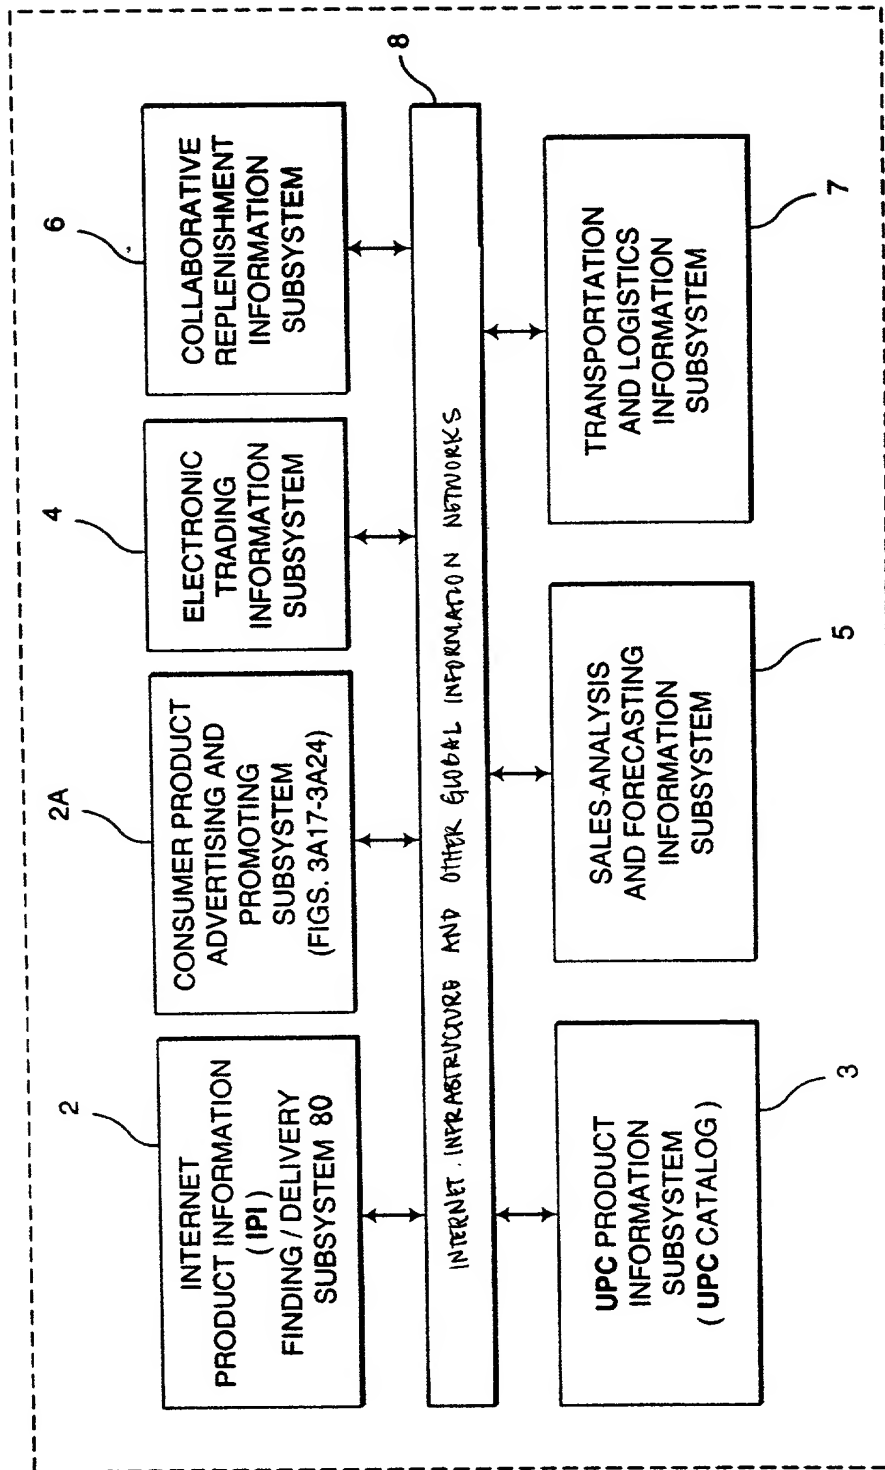 2
INTERNET
PRODUCT INFORMATION
( IPI )
FINDING / DELIVERY
SUBSYSTEM 80
2A
CONSUMER PRODUCT
ADVERTISING AND
PROMOTING
SUBSYSTEM
(FIGS. 3A17-3A24)
4
ELECTRONIC
TRADING
INFORMATION
SUBSYSTEM
6
COLLABORATIVE
REPLENISHMENT
INFORMATION
SUBSYSTEM
8
INTERNET INFRASTRUCTURE AND OTHER GLOBAL INFORMATION NETWORKS
UPC PRODUCT
INFORMATION
SUBSYSTEM
( UPC CATALOG )
3
SALES-ANALYSIS
AND FORECASTING
INFORMATION
SUBSYSTEM
5
TRANSPORTATION
AND LOGISTICS
INFORMATION
SUBSYSTEM
7